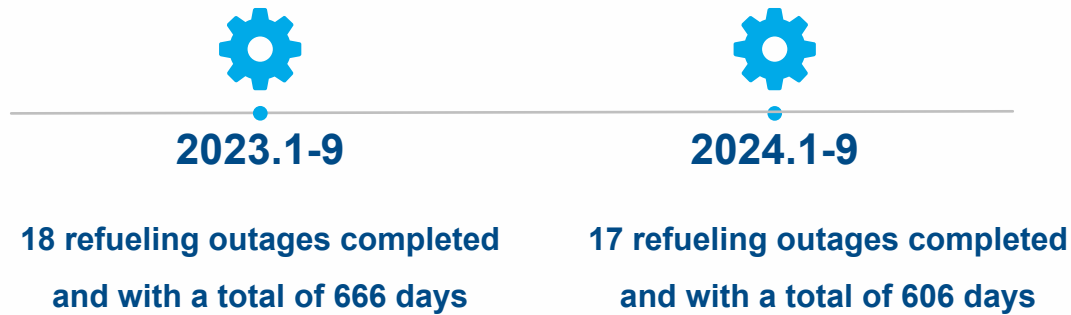 2023.1-9
18 refueling outages completed
and with a total of 666 days
2024.1-9
17 refueling outages completed
and with a total of 606 days